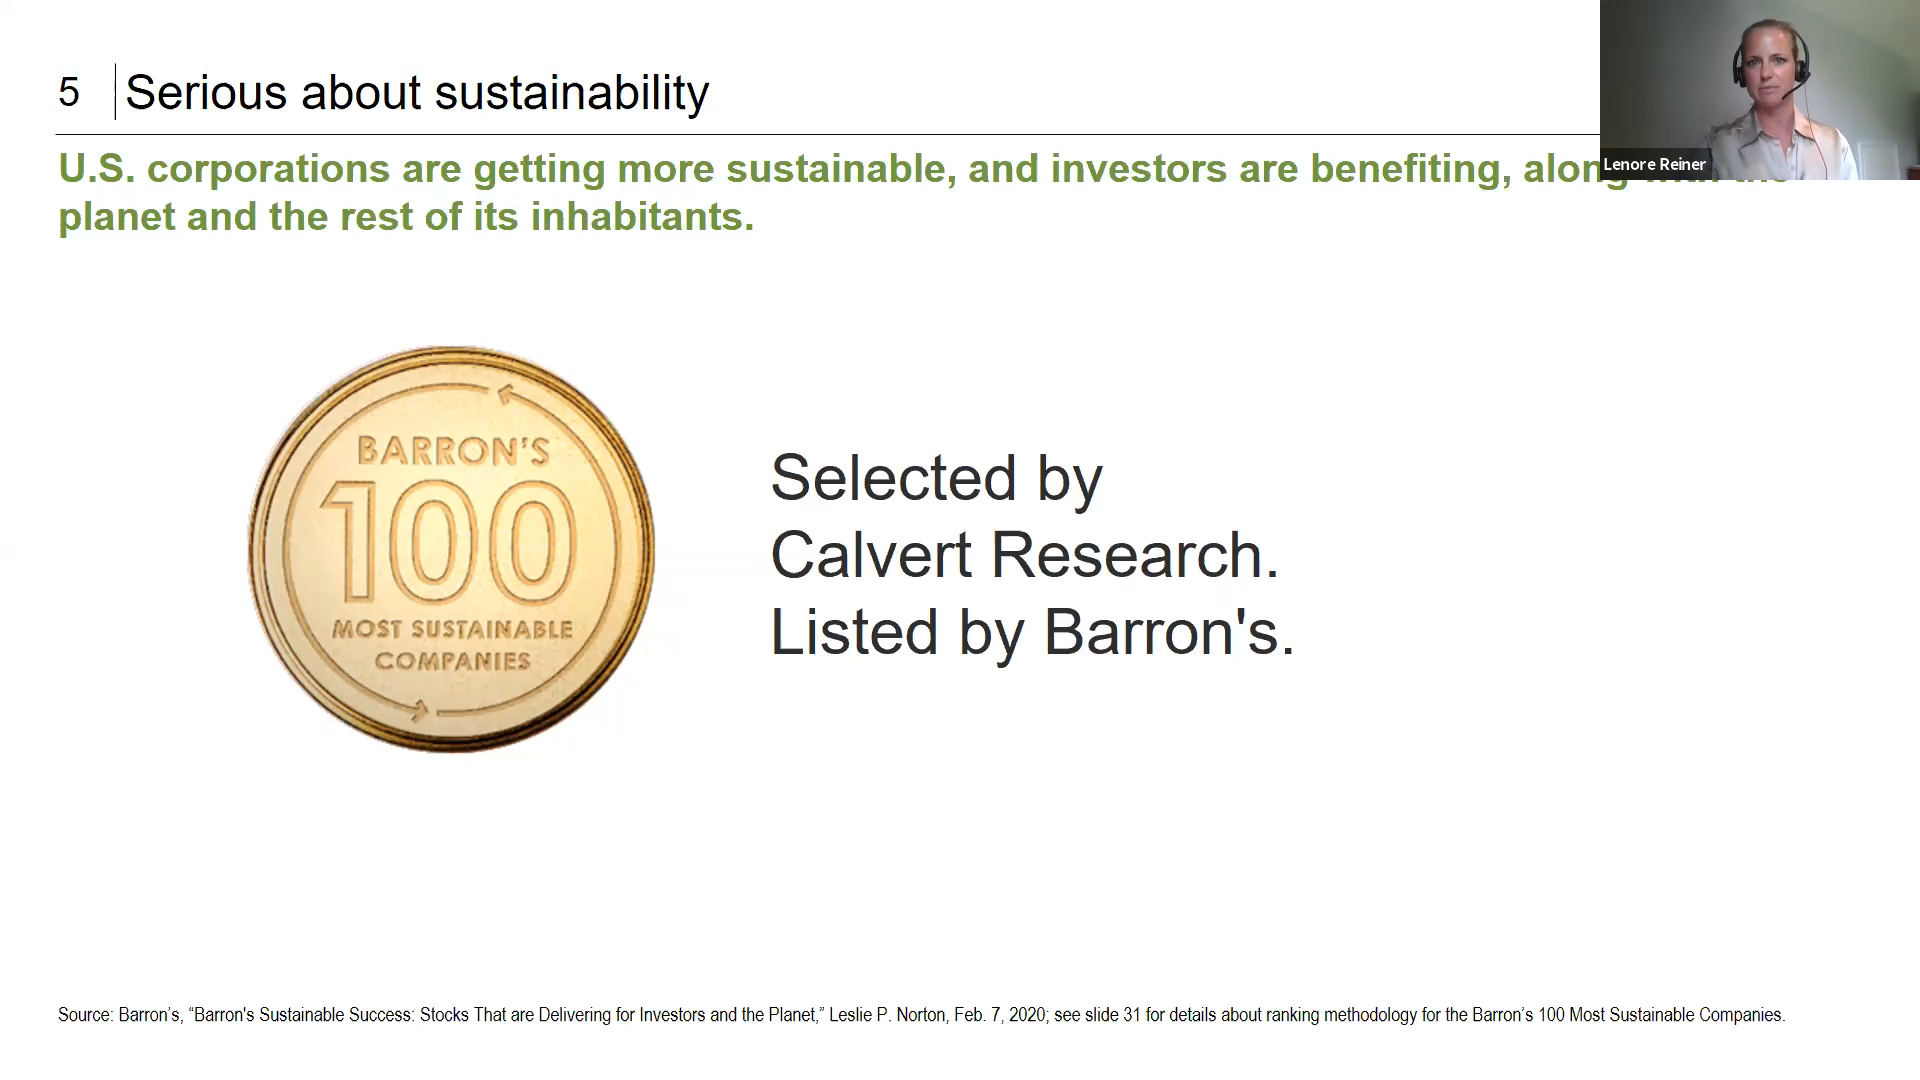 5 Serious about sustainability
U.S. corporations are getting more sustainable, and investors are benefiting, along with the
planet and the rest of its inhabitants.
Lenore Reiner
BARRON'S
100
MOST SUSTAINABLE
COMPANIES
Selected by
Calvert Research.
Listed by Barron's.
Source: Barron’s, “Barron's Sustainable Success: Stocks That are Delivering for Investors and the Planet,” Leslie P. Norton, Feb. 7, 2020; see slide 31 for details about ranking methodology for the Barron’s 100 Most Sustainable Companies.